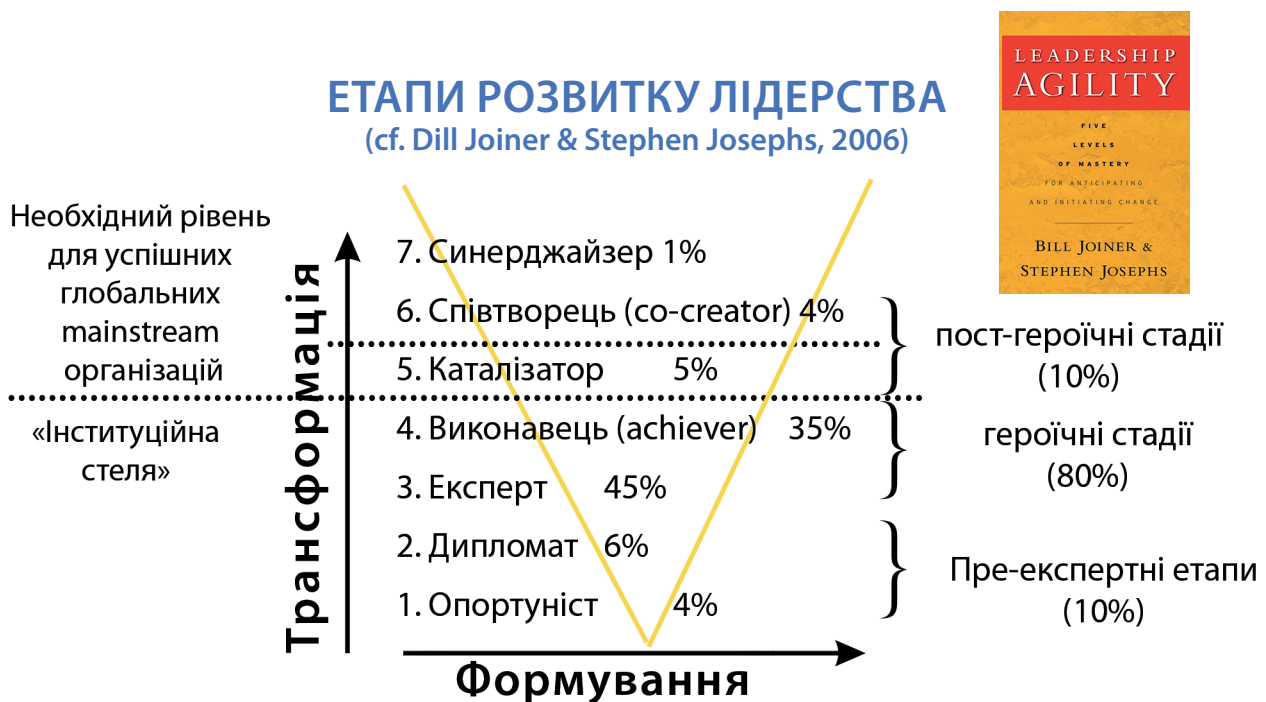 ЕТАПИ РОЗВИТКУ ЛІДЕРСТВА
(cf. Dill Joiner & Stephen Josephs, 2006)
LEADERSHIP
AGILITY
FIVE
LEVELS
OF MASTERY
FOR ANTICIPATING
AND INITIATING CHANGE
BILL JOINER &
STEPHEN JOSEPHS
Необхідний рівень
для успішних
глобальних
mainstream
організацій
«Інституційна
стеля»
Трансформація
7. Синерджайзер 1%
6. Співтворець (co-creator) 4%
5. Каталізатор 5%
4. Виконавець (achiever) 35%
3. Експерт 45%
2. Дипломат 6%
1. Опортуніст 4%
Формування
пост-героїчні стадії
(10%)
героїчні стадії
(80%)
Пре-експертні етапи
(10%)